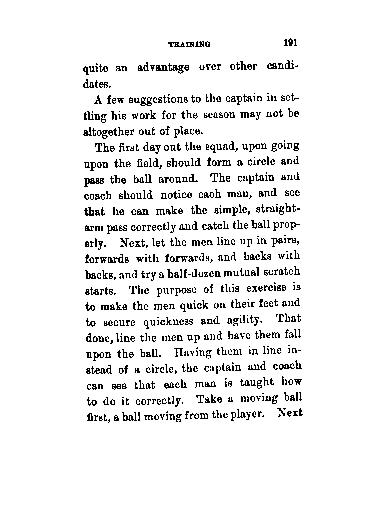 TRAINING 191
quite an advantage over other candi-
dates.
A few suggestions to the captain in set-
tling his work for the season may not be
altogether out of place.
The first day out the squad, upon going
upon the field, should form a circle and
pass the ball around. The captain and
coach should notice each man, and see
that he can make the simple, straight-
arm pass correctly and catch the ball prop-
erly. Next, let the men line up in pairs,
forwards with forwards, and backs with
backs, and try a half-dozen mutual scratch
starts. The purpose of this exercise is
to make the men quick on their feet and
to secure quickness and agility. That
done, line the men up and have them fall
upon the ball. Having them in line in-
stead of a circle, the captain and coach
can see that each man is taught how
to do it correctly. Take a moving ball
first, a ball moving from the player. Next